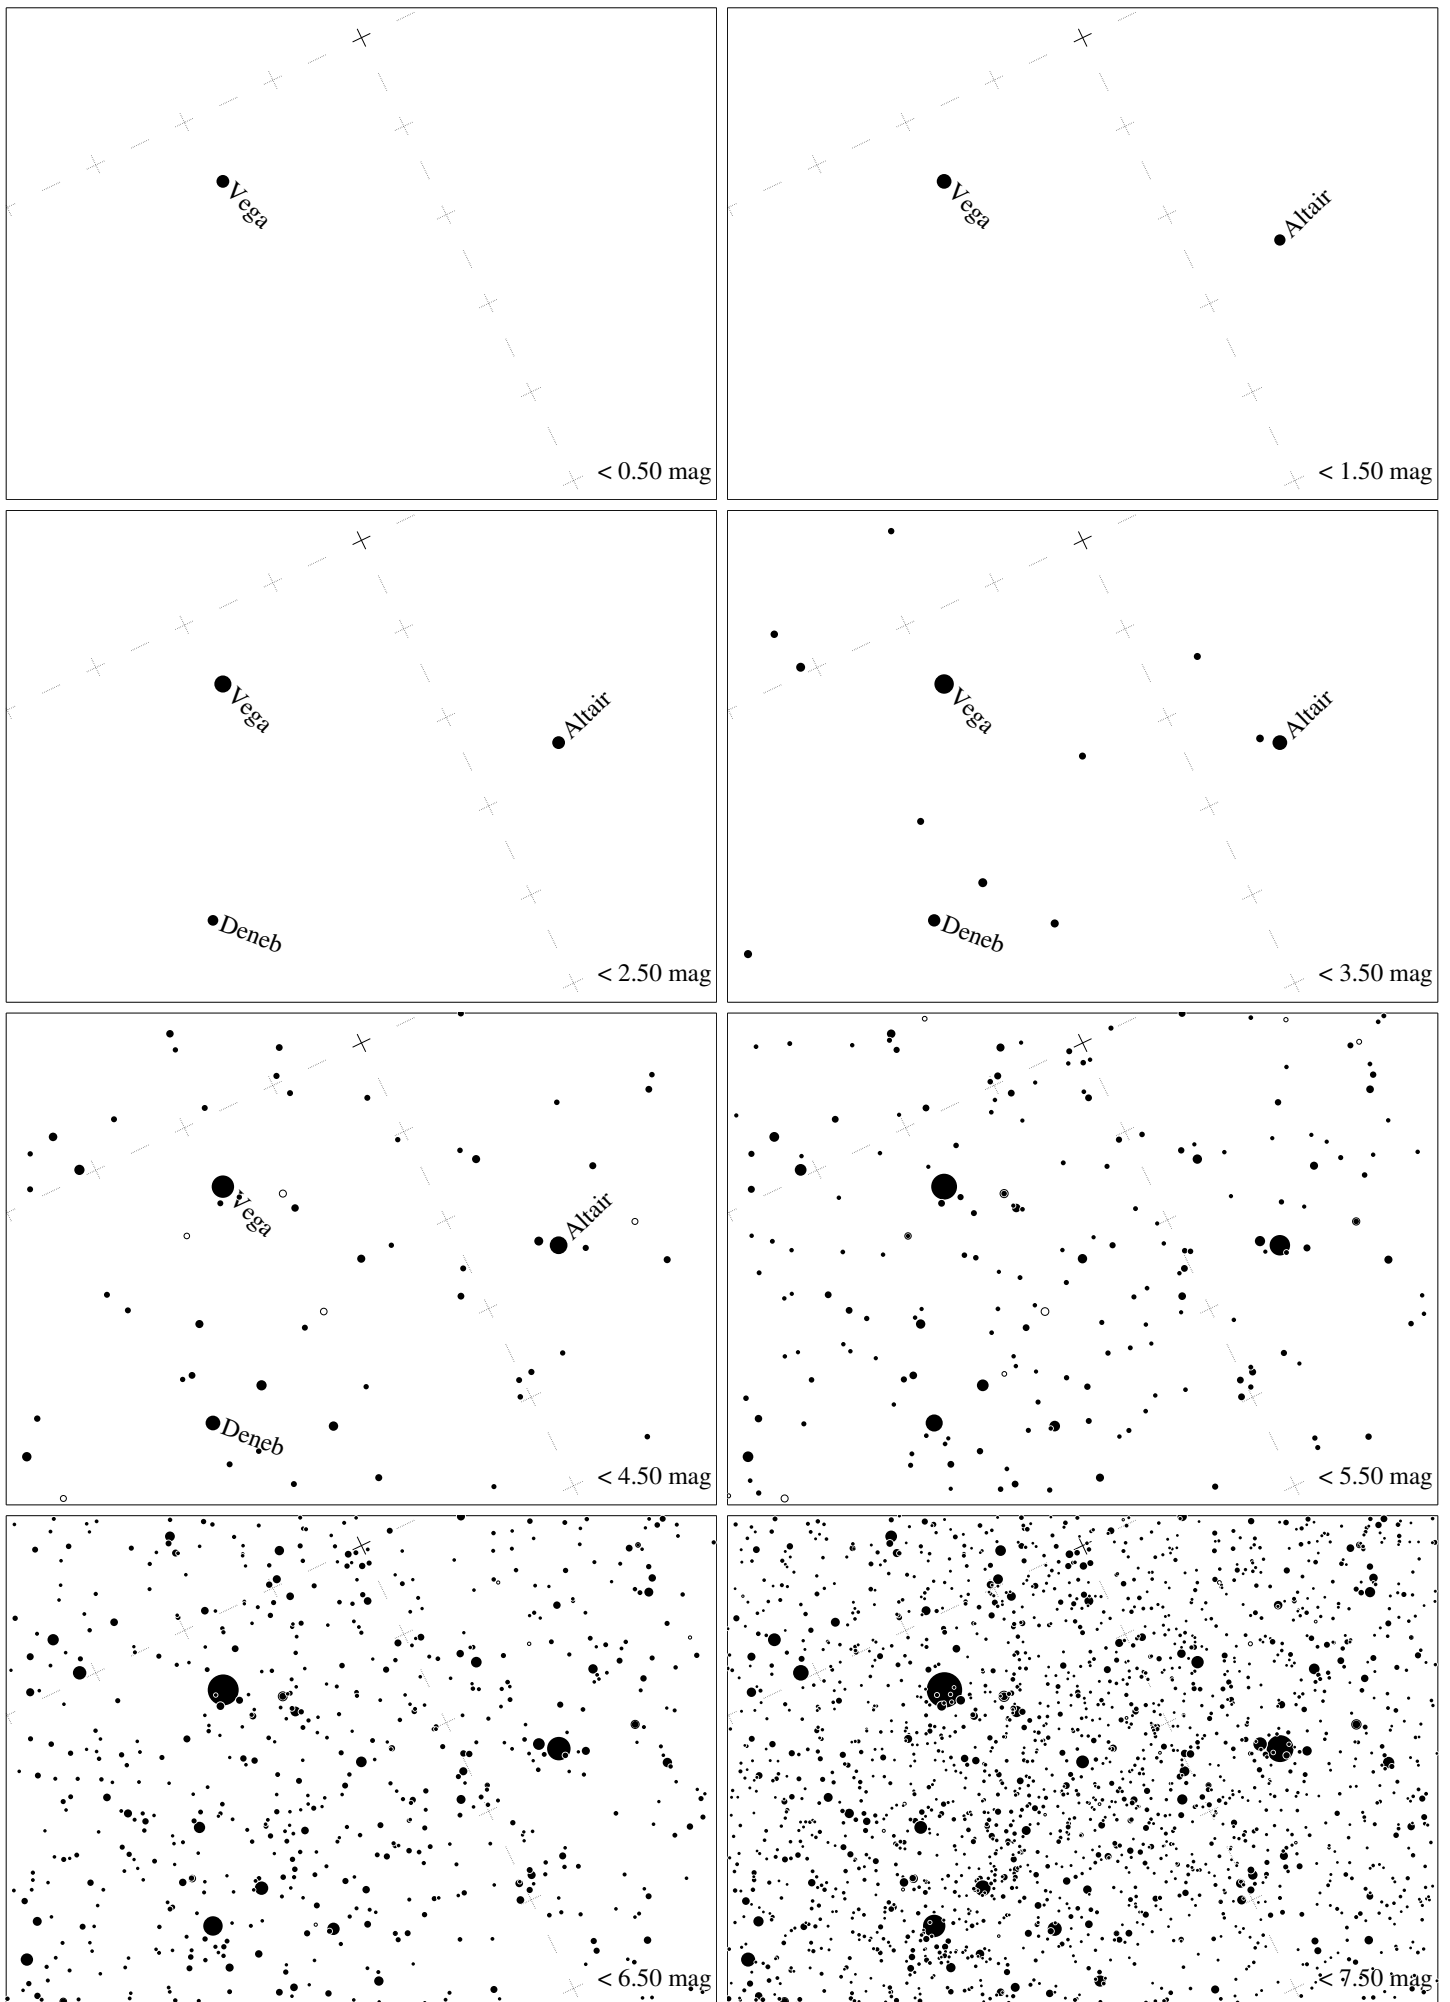 Vega
< 0.50 mag
Vega
Altair
< 1.50 mag
Vega
Altair
Deneb
< 2.50 mag
Vega
Altair
Deneb
< 3.50 mag
Vega
Altair
Deneb
< 4.50 mag
< 5.50 mag
< 6.50 mag
< 7.50 mag